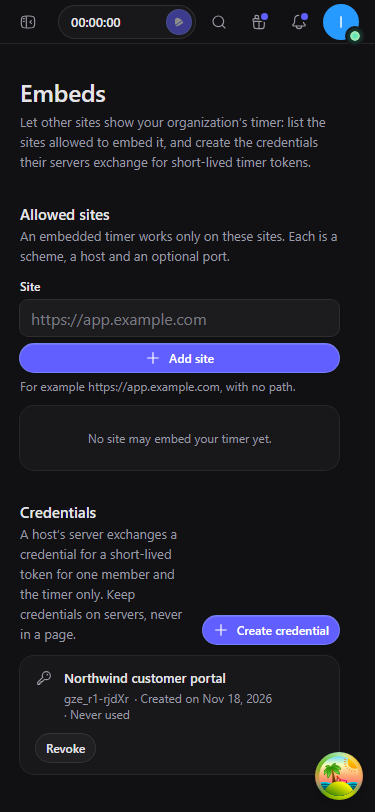 00:00:00
I
Embeds
Let other sites show your organization's timer: list the
sites allowed to embed it, and create the credentials
their servers exchange for short-lived timer tokens.
Allowed sites
An embedded timer works only on these sites. Each is a
scheme, a host and an optional port.
Site
https://app.example.com
Add site
For example https://app.example.com, with no path.
No site may embed your timer yet.
Credentials
A host's server exchanges a
credential for a short-lived
token for one member and
the timer only. Keep
credentials on servers, never
in a page.
Create credential
Northwind customer portal
gze_r1-rjdXr · Created on Nov 18, 2026
· Never used
Revoke